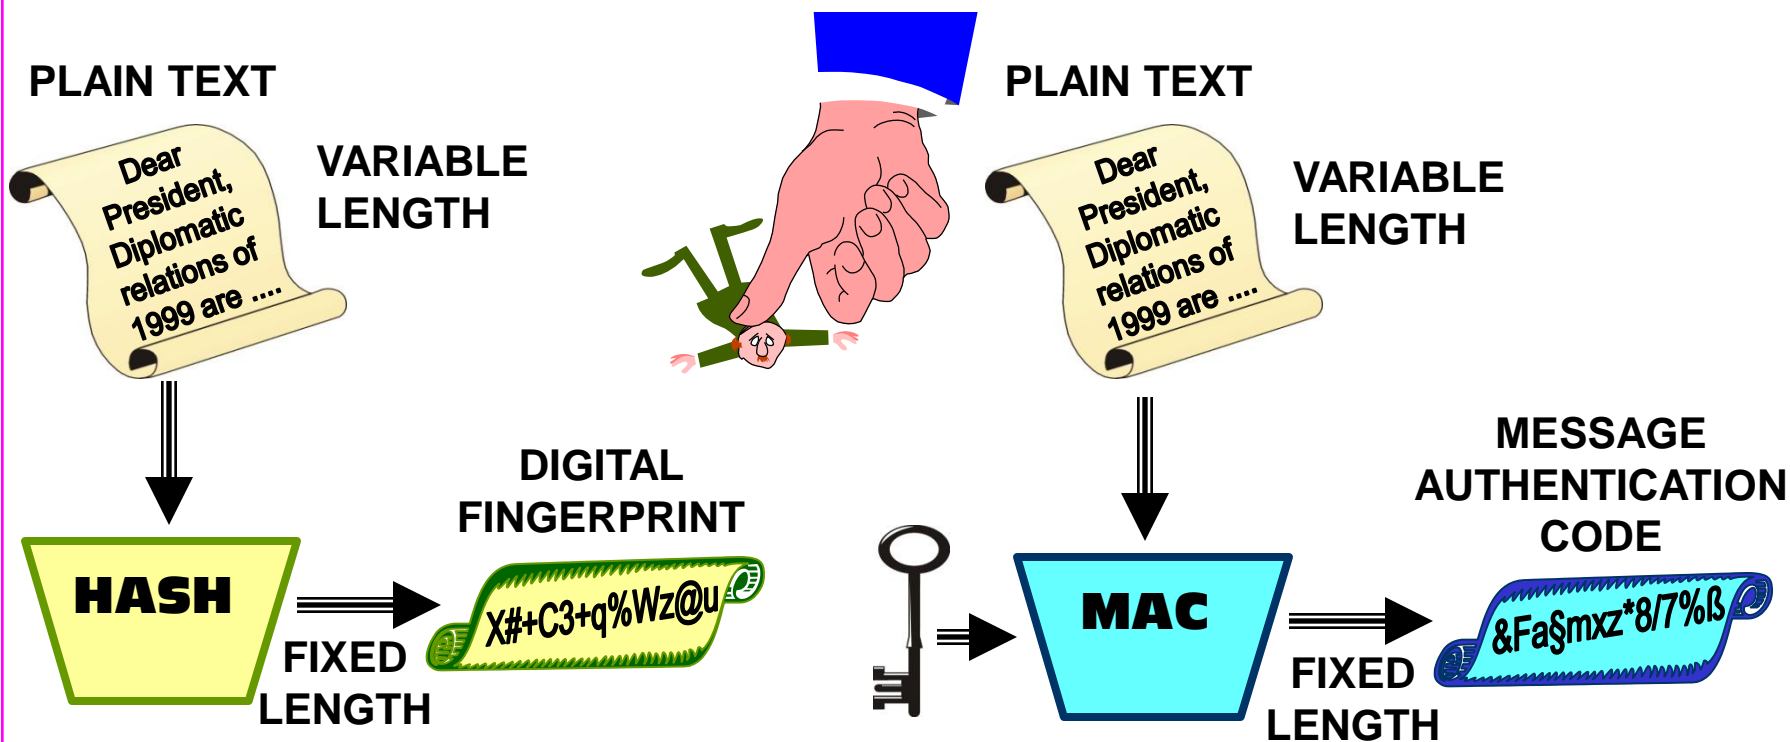 PLAIN TEXT
Dear
President,
Diplomatic
relations of
1999 are ....
VARIABLE
LENGTH
HASH
FIXED
LENGTH
DIGITAL
FINGERPRINT
X#+C3+q%Wz@u
PLAIN TEXT
Dear
President,
Diplomatic
relations of
1999 are ....
VARIABLE
LENGTH
MAC
FIXED
LENGTH
MESSAGE
AUTHENTICATION
CODE
&Fa§mxz*8/7%ß